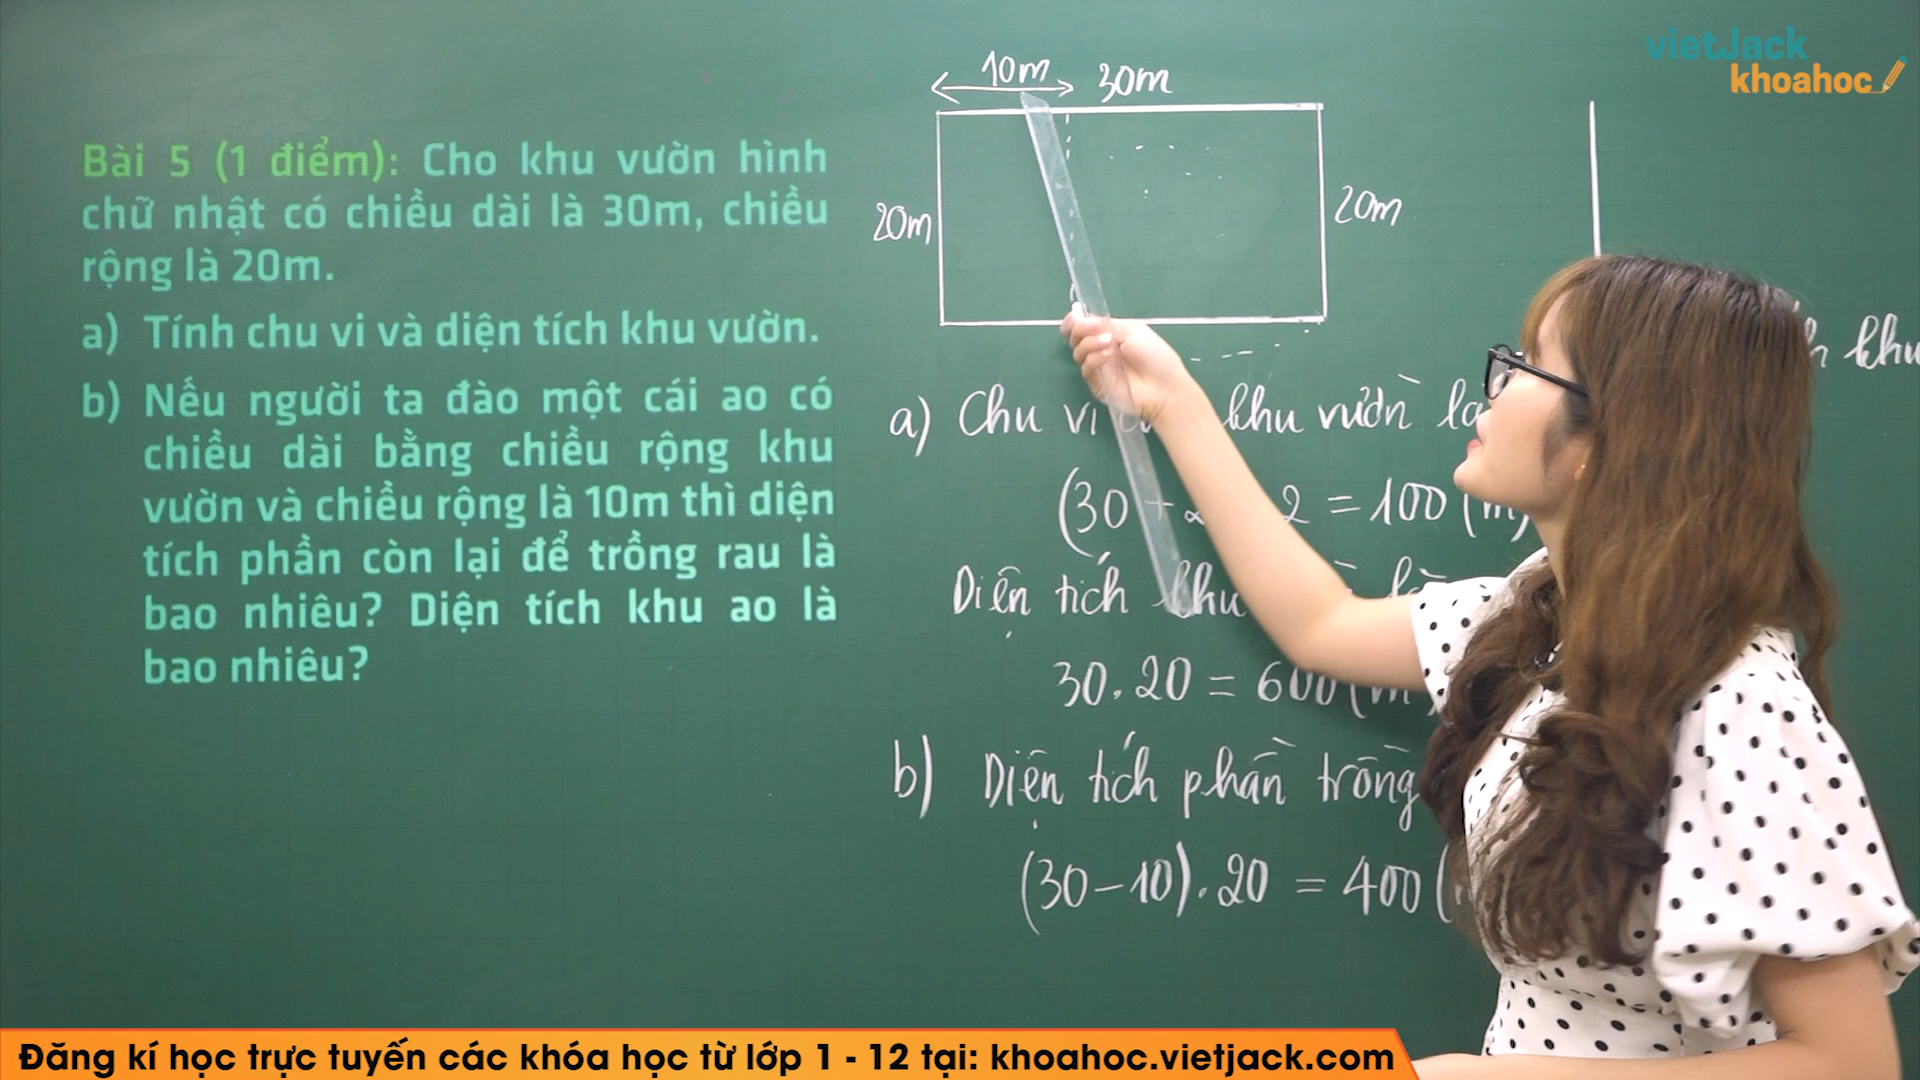 vietJack
khoahoc
Bài 5 (1 điểm): Cho khu vườn hình
chữ nhật có chiều dài là 30m, chiều
rộng là 20m.
a) Tính chu vi và diện tích khu vườn.
b) Nếu người ta đào một cái ao có
chiều dài bằng chiều rộng khu
vườn và chiều rộng là 10m thì diện
tích phần còn lại để trồng rau là
bao nhiêu? Diện tích khu ao là
bao nhiêu?
10m 30m
20m 20m
a) Chu vi khu vườn
(30 + 2 = 100 (m)
Diện tích khu
30.20 = 600 (m
b) Diện tích phần trồng
(30-10).20 = 400 (
khu
Đăng kí học trực tuyến các khóa học từ lớp 1 - 12 tại: khoahoc.vietjack.com